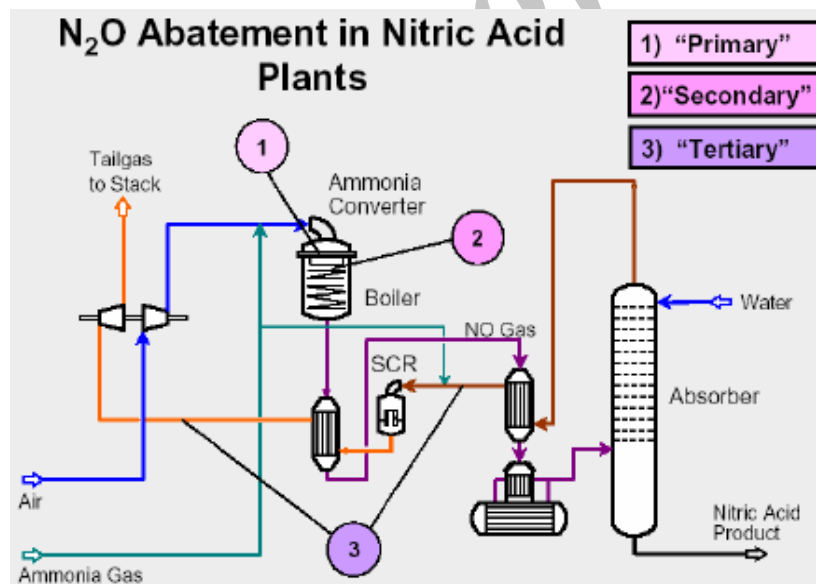 N₂O Abatement in Nitric Acid
Plants
1) “Primary”
2)“Secondary”
3) “Tertiary”
Tailgas
to Stack
1
Ammonia
Converter
2
Boiler
Water
NO Gas
SCR
Absorber
Air
3
Nitric Acid
Product
Ammonia Gas